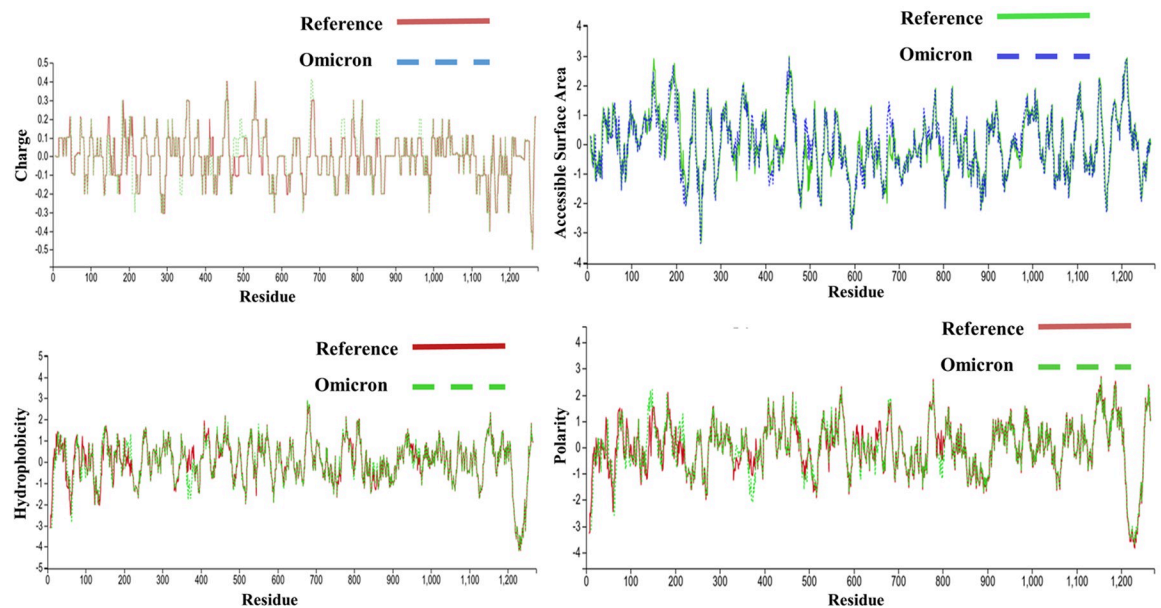 Reference
Omicron
Charge
0.5
0.4
0.3
0.2
0.1
0.0
-0.1
-0.2
-0.3
-0.4
-0.5
0 100 200 300 400 500 600 700 800 900 1,000 1,100 1,200
Residue
Reference
Omicron
Accessible Surface Area
4
3
2
1
0
-1
-2
-3
-4
0 100 200 300 400 500 600 700 800 900 1,000 1,100 1,200
Residue
Reference
Omicron
Hydrophobicity
5
4
3
2
1
0
-1
-2
-3
-4
-5
0 100 200 300 400 500 600 700 800 900 1,000 1,100 1,200
Residue
Reference
Omicron
Polarity
4
3
2
1
0
-1
-2
-3
-4
0 100 200 300 400 500 600 700 800 900 1,000 1,100 1,200
Residue